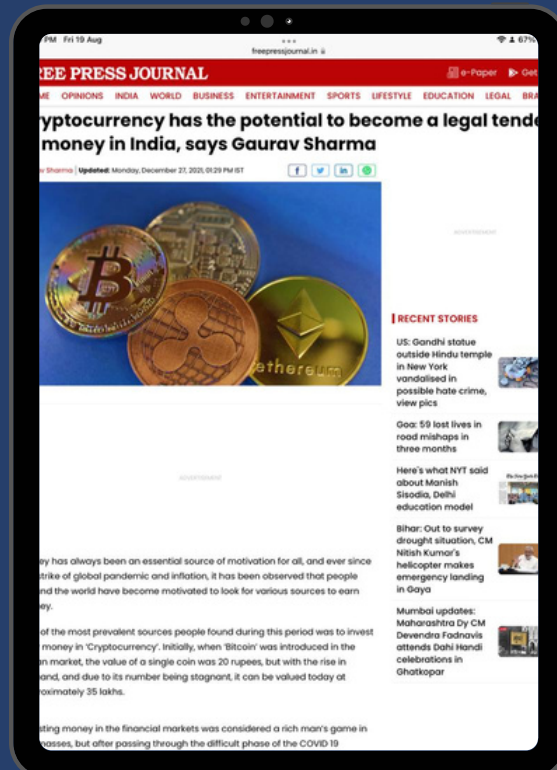 PM Fri 19 Aug
67%
freepressjournal.in
REE PRESS JOURNAL
e-Paper
Get
ME OPINIONS INDIA WORLD BUSINESS ENTERTAINMENT SPORTS LIFESTYLE EDUCATION LEGAL BRA
ryptocurrency has the potential to become a legal tende
money in India, says Gaurav Sharma
v Sharma | Updated: Monday, December 27, 2021, 01:29 PM IST
ethereum
ADVERTISEMENT
ey has always been an essential source of motivation for all, and ever since
trike of global pandemic and inflation, it has been observed that people
nd the world have become motivated to look for various sources to earn
ey.
of the most prevalent sources people found during this period was to invest
money in 'Cryptocurrency'. Initially, when 'Bitcoin' was introduced in the
n market, the value of a single coin was 20 rupees, but with the rise in
and, and due to its number being stagnant, it can be valued today at
roximately 35 lakhs.
sting money in the financial markets was considered a rich man's game in
masses, but after passing through the difficult phase of the COVID 19
ADVERTISEMENT
RECENT STORIES
US: Gandhi statue
outside Hindu temple
in New York
vandalised in
possible hate crime,
view pics
Goa: 59 lost lives in
road mishaps in
three months
Here's what NYT said
about Manish
Sisodia, Delhi
education model
Bihar: Out to survey
drought situation, CM
Nitish Kumar's
helicopter makes
emergency landing
in Gaya
Mumbai updates:
Maharashtra Dy CM
Devendra Fadnavis
attends Dahi Handi
celebrations in
Ghatkopar